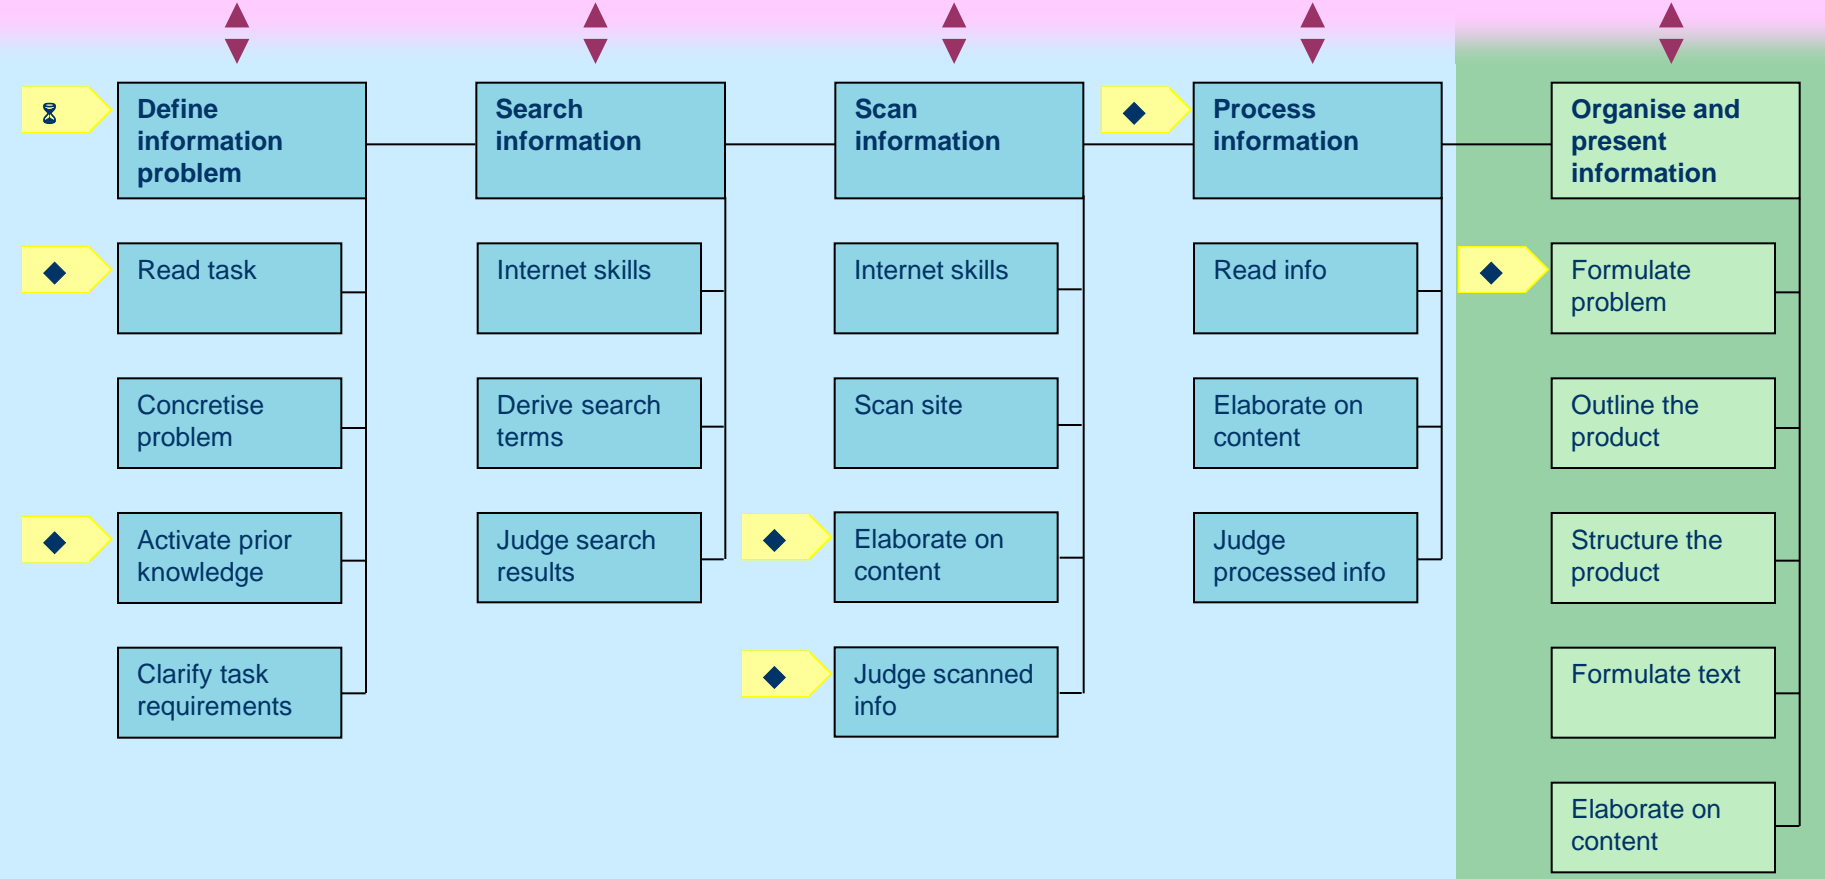 Define
information
problem
Read task
Concretise
problem
Activate prior
knowledge
Clarify task
requirements
Search
information
Internet skills
Derive search
terms
Judge search
results
Scan
information
Internet skills
Scan site
Elaborate on
content
Judge scanned
info
Process
information
Read info
Elaborate on
content
Judge
processed info
Organise and
present
information
Formulate
problem
Outline the
product
Structure the
product
Formulate text
Elaborate on
content